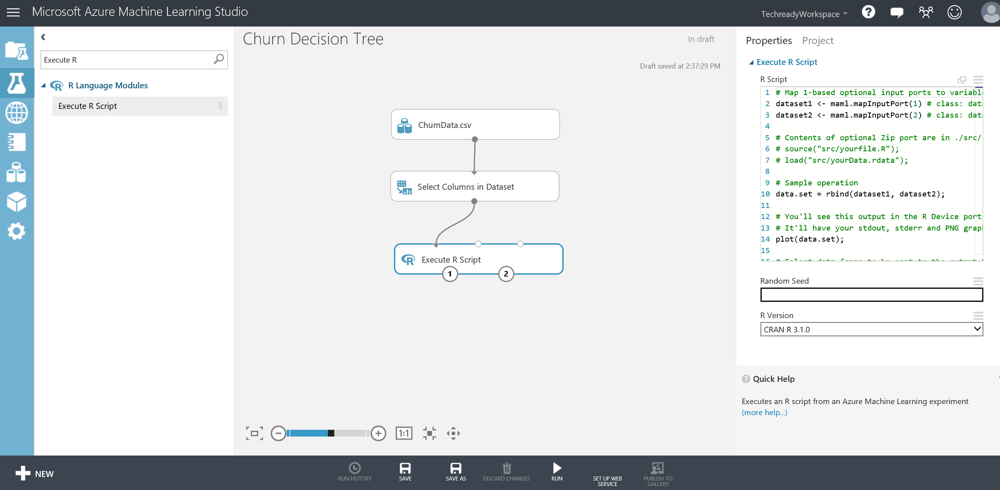 Microsoft Azure Machine Learning Studio
TechreadyWorkspace
Execute R
R Language Modules
Execute R Script
Churn Decision Tree
In draft
Draft saved at 2:37:29 PM
ChurnData.csv
Select Columns in Dataset
Execute R Script
1
2
1:1
Properties Project
Execute R Script
R Script
1 # Map 1-based optional input ports to
2 dataset1 <- maml.mapInputPort(1) # class:
3 dataset2 <- maml.mapInputPort(2) # class:
4
5 # Contents of optional Zip port are in ./src/
6 # source("src/yourfile.R");
7 # load("src/yourData.rdata");
8
9 # Sample operation
10 data.set = rbind(dataset1, dataset2);
11
12 # You'll see this output in the R Device port
13 # It'll have your stdout, stderr and PNG
14 plot(data.set);
15
Random Seed
R Version
CRAN R 3.1.0
? Quick Help
Executes an R script from an Azure Machine Learning experiment
(more help...)
NEW
RUN HISTORY
SAVE
SAVE AS
DISCARD CHANGES
RUN
SET UP WEB
SERVICE
PUBLISH TO
GALLERY